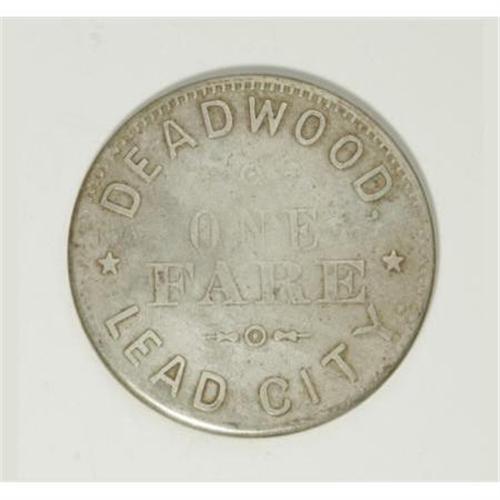 DEADWOOD,
ONE
FARE
LEAD CITY.